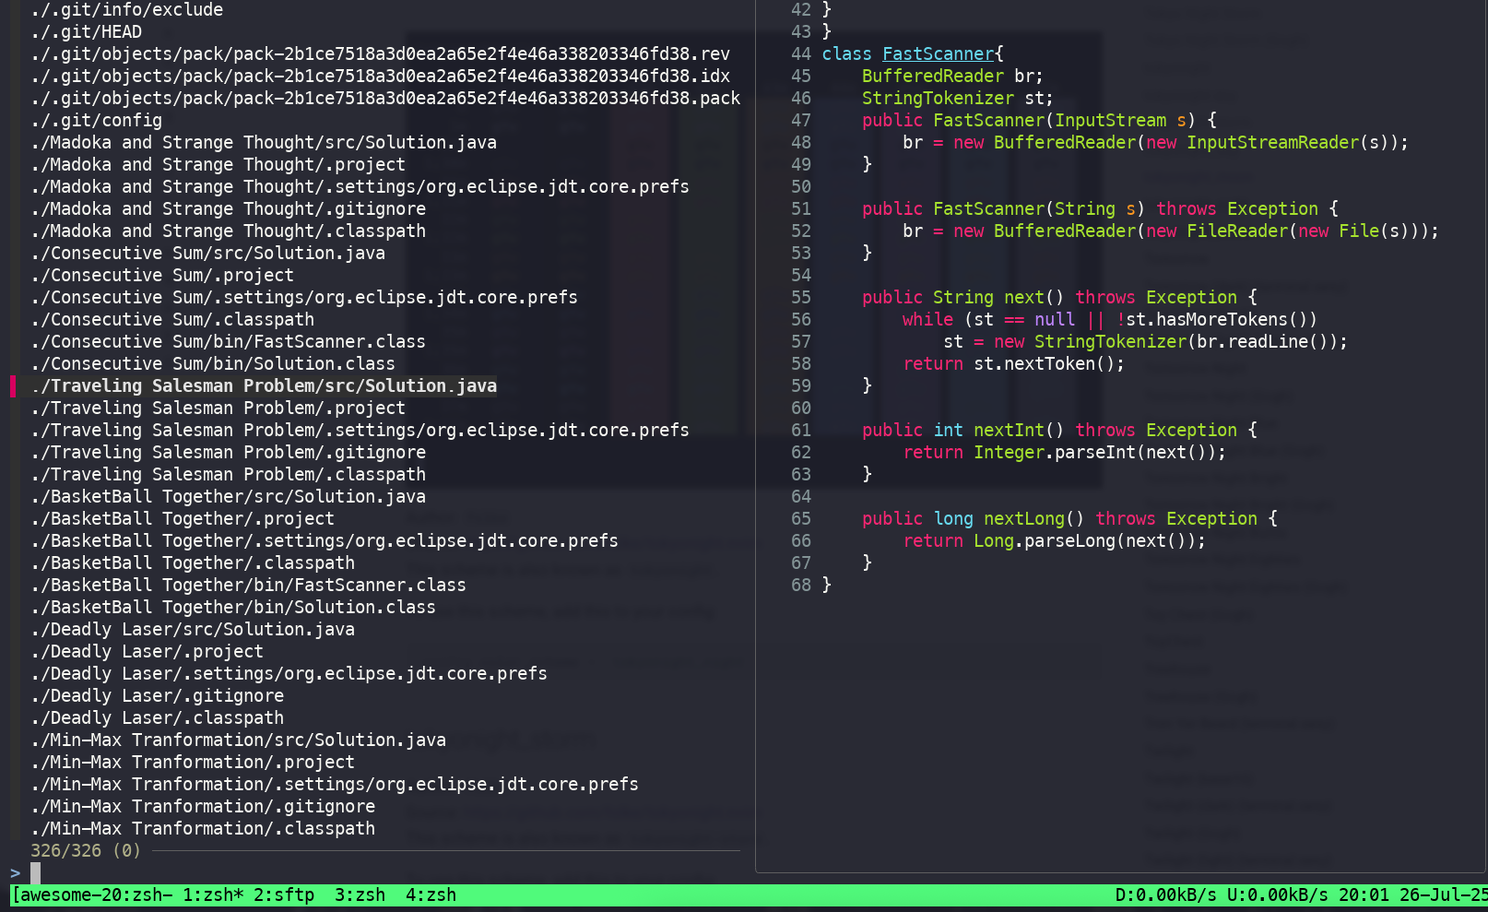 ./.git/info/exclude
./.git/HEAD
./.git/objects/pack/pack-2b1ce7518a3d0ea2a65e2f4e46a338203346fd38.rev
./.git/objects/pack/pack-2b1ce7518a3d0ea2a65e2f4e46a338203346fd38.idx
./.git/objects/pack/pack-2b1ce7518a3d0ea2a65e2f4e46a338203346fd38.pack
./.git/config
./Madoka and Strange Thought/src/Solution.java
./Madoka and Strange Thought/.project
./Madoka and Strange Thought/.settings/org.eclipse.jdt.core.prefs
./Madoka and Strange Thought/.gitignore
./Madoka and Strange Thought/.classpath
./Consecutive Sum/src/Solution.java
./Consecutive Sum/.project
./Consecutive Sum/.settings/org.eclipse.jdt.core.prefs
./Consecutive Sum/.classpath
./Consecutive Sum/bin/FastScanner.class
./Consecutive Sum/bin/Solution.class
./Traveling Salesman Problem/src/Solution.java
./Traveling Salesman Problem/.project
./Traveling Salesman Problem/.settings/org.eclipse.jdt.core.prefs
./Traveling Salesman Problem/.gitignore
./Traveling Salesman Problem/.classpath
./BasketBall Together/src/Solution.java
./BasketBall Together/.project
./BasketBall Together/.settings/org.eclipse.jdt.core.prefs
./BasketBall Together/.classpath
./BasketBall Together/bin/FastScanner.class
./BasketBall Together/bin/Solution.class
./Deadly Laser/src/Solution.java
./Deadly Laser/.project
./Deadly Laser/.settings/org.eclipse.jdt.core.prefs
./Deadly Laser/.gitignore
./Deadly Laser/.classpath
./Min-Max Tranformation/src/Solution.java
./Min-Max Tranformation/.project
./Min-Max Tranformation/.settings/org.eclipse.jdt.core.prefs
./Min-Max Tranformation/.gitignore
./Min-Max Tranformation/.classpath
326/326 (0)
>
42 }
43 }
44 class FastScanner{
45     BufferedReader br;
46     StringTokenizer st;
47     public FastScanner(InputStream s) {
48         br = new BufferedReader(new InputStreamReader(s));
49     }
50
51     public FastScanner(String s) throws Exception {
52         br = new BufferedReader(new FileReader(new File(s)));
53     }
54
55     public String next() throws Exception {
56         while (st == null || !st.hasMoreTokens())
57             st = new StringTokenizer(br.readLine());
58         return st.nextToken();
59     }
60
61     public int nextInt() throws Exception {
62         return Integer.parseInt(next());
63     }
64
65     public long nextLong() throws Exception {
66         return Long.parseLong(next());
67     }
68 }
[awesome-20:zsh- 1:zsh* 2:sftp  3:zsh  4:zsh D:0.00kB/s U:0.00kB/s 20:01 26-Jul-25